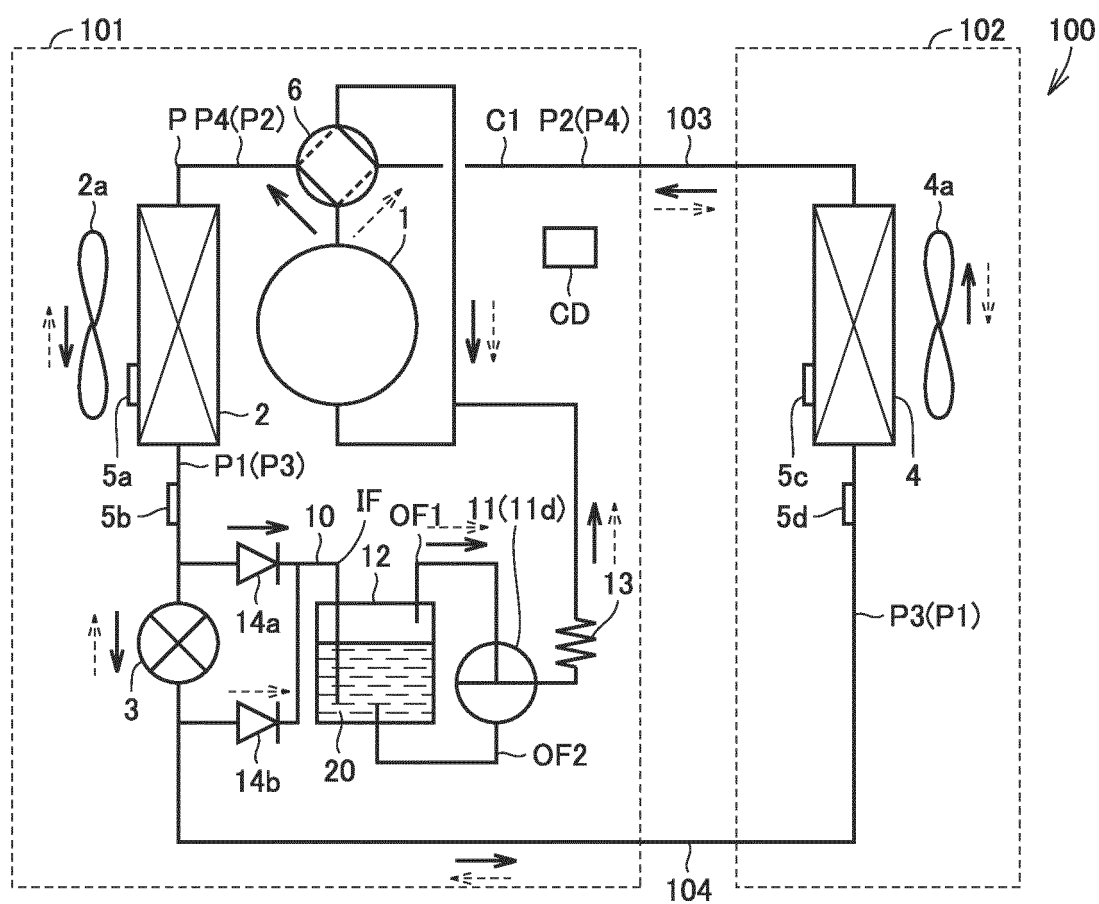 101
102
100
6
P P4(P2)
C1 P2(P4)
103
2a
1
4a
CD
5a
2
5c
4
P1(P3)
5b
10
IF
OF1
11(11d)
5d
12
13
14a
P3(P1)
3
14b
20
OF2
104